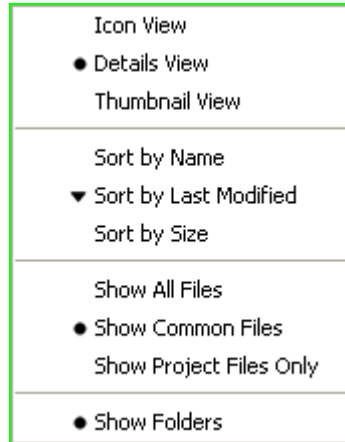 Icon View
Details View
Thumbnail View
Sort by Name
Sort by Last Modified
Sort by Size
Show All Files
Show Common Files
Show Project Files Only
Show Folders